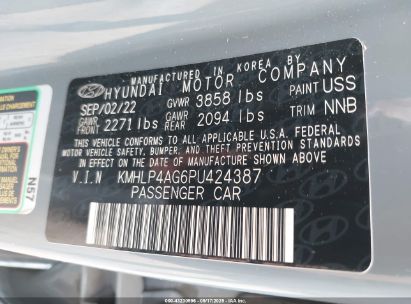 MANUFACTURED IN KOREA BY
HYUNDAI MOTOR COMPANY
SEP/02/22 GVWR 3858 lbs PAINT USS
GAWR FRONT 2271 lbs GAWR REAR 2094 lbs TRIM NNB
THIS VEHICLE CONFORMS TO ALL APPLICABLE U.S.A. FEDERAL
MOTOR VEHICLE SAFETY, BUMPER, AND THEFT PREVENTION STANDARDS
IN EFFECT ON THE DATE OF MANUFACTURE SHOWN ABOVE.
V.I.N KMHLP4AG6PU424387
PASSENGER CAR
N57